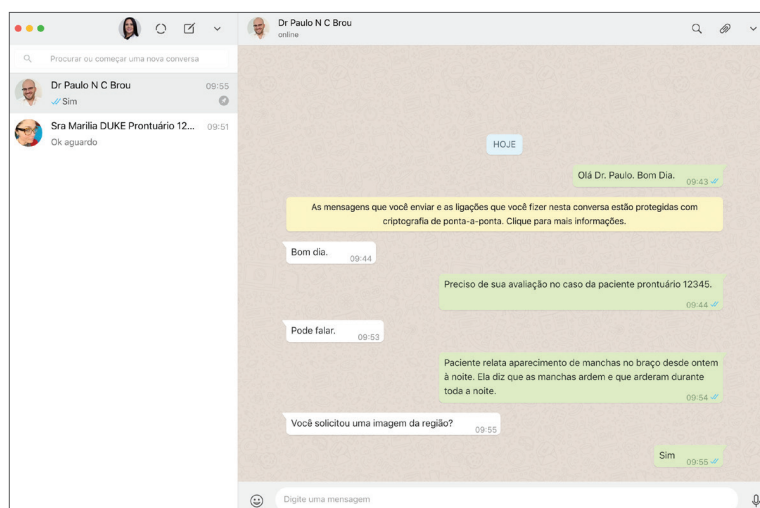 Procurar ou começar uma nova conversa
Dr Paulo N C Brou
09:55
Sim
Sra Marilia DUKE Prontuário 12...
09:51
Ok aguardo
Dr Paulo N C Brou
online
HOJE
Olá Dr. Paulo. Bom Dia.
09:43
As mensagens que você enviar e as ligações que você fizer nesta conversa estão protegidas com
criptografia de ponta-a-ponta. Clique para mais informações.
Bom dia.
09:44
Preciso de sua avaliação no caso da paciente prontuário 12345.
09:44
Pode falar.
09:53
Paciente relata aparecimento de manchas no braço desde ontem
à noite. Ela diz que as manchas ardem e que arderam durante
toda a noite.
09:54
Você solicitou uma imagem da região?
09:55
Sim
09:55
Digite uma mensagem